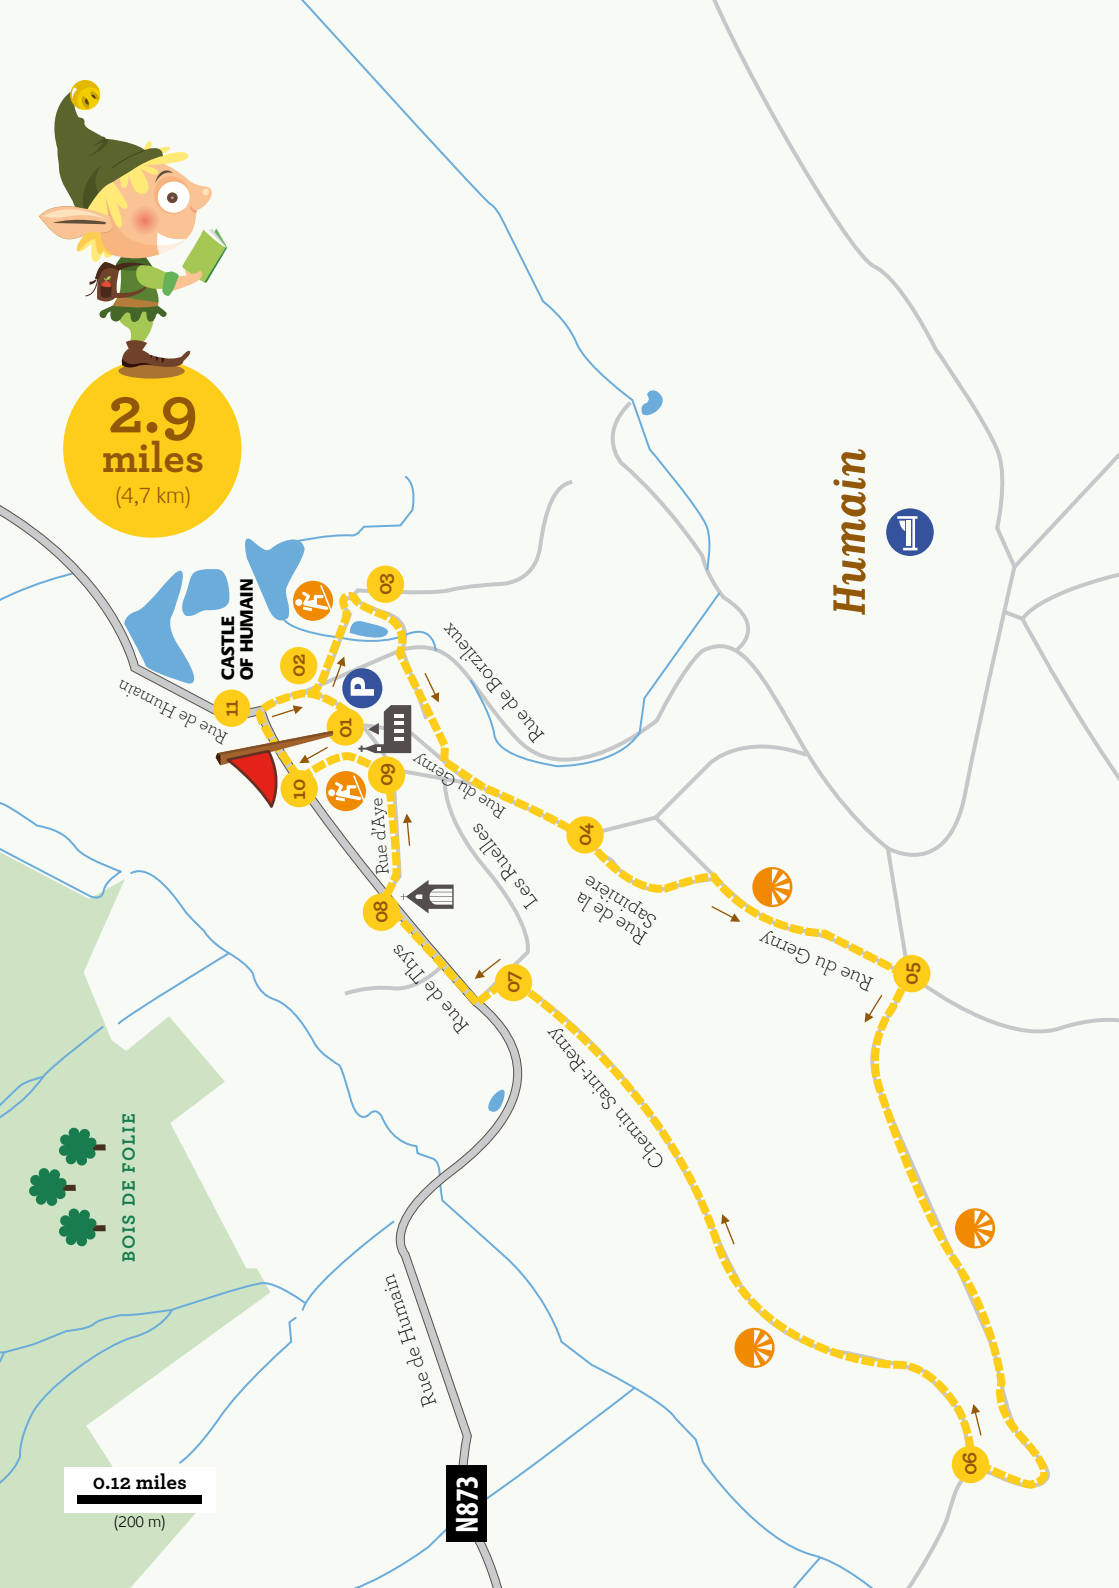 2.9
miles
(4,7 km)
Humain
CASTLE
OF HUMAIN
Rue de Humain
11
02
03
P
01
10
09
Rue de Borzileux
Rue du Gerny
Rue d'Aye
Les Ruelles
04
Rue de la
Sapinière
08
Rue de Thys
07
Rue du Gerny
05
Chemin Saint-Remy
BOIS DE FOLIE
Rue de Humain
06
0.12 miles
(200 m)
N873